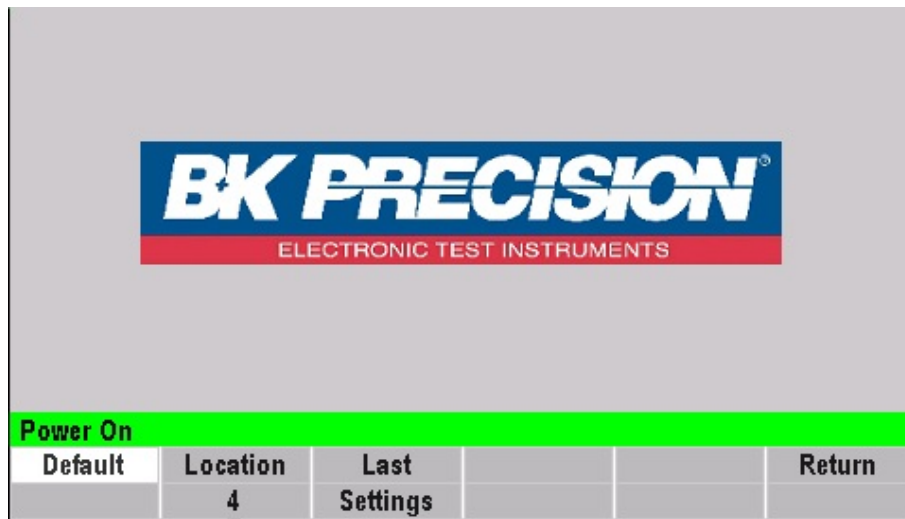 BK PRECISION®
ELECTRONIC TEST INSTRUMENTS
Power On
Default Location Last Return
4 Settings